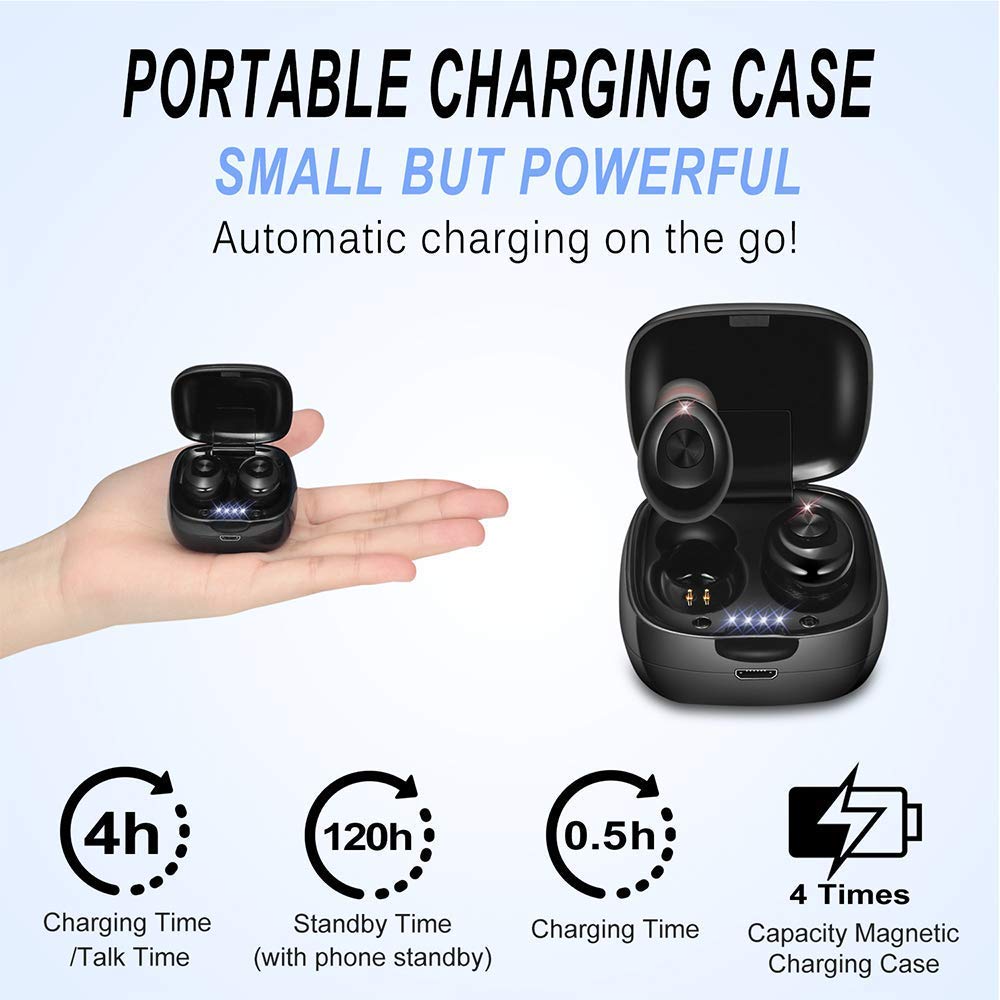 PORTABLE CHARGING CASE
SMALL BUT POWERFUL
Automatic charging on the go!
4h
Charging Time
/Talk Time
120h
Standby Time
(with phone standby)
0.5h
Charging Time
4 Times
Capacity Magnetic
Charging Case